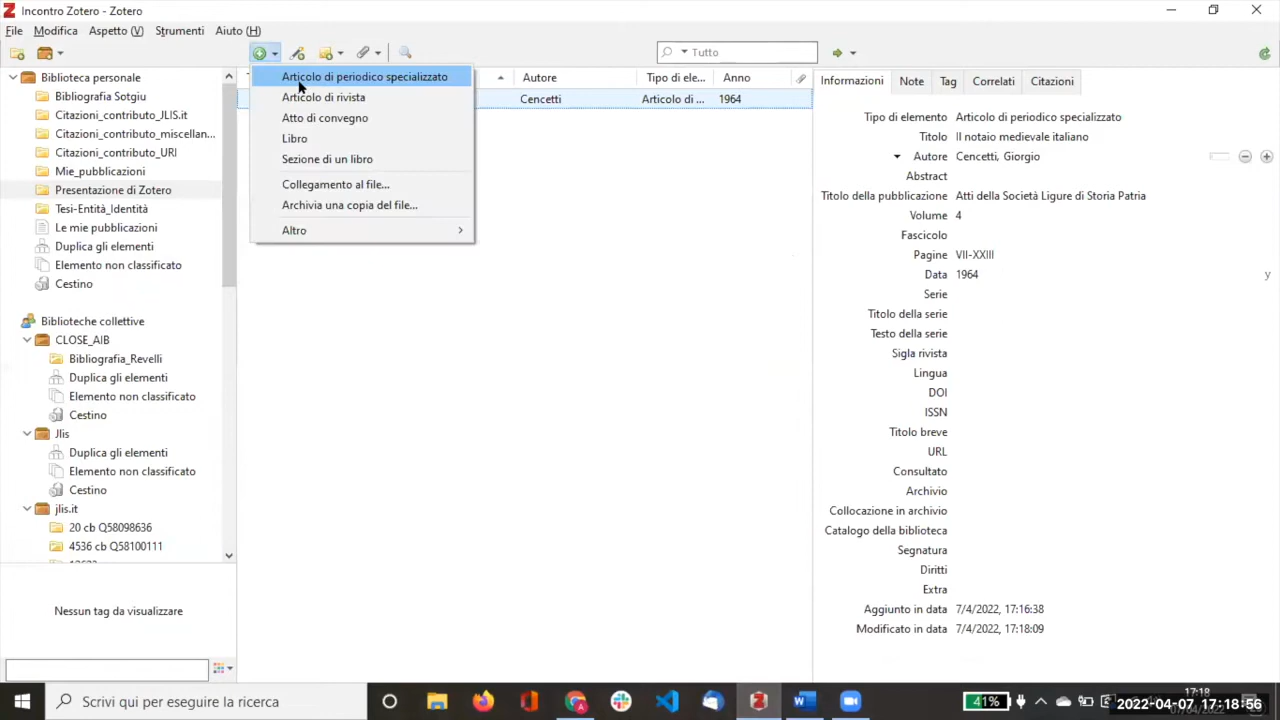 Incontro Zotero - Zotero
File Modifica Aspetto (V) Strumenti Aiuto (H)
Tutto
Biblioteca personale
Bibliografia Sotgiu
Citazioni_contributo_JLIS.it
Citazioni_contributo_miscellan...
Citazioni_contributo_URI
Mie_pubblicazioni
Presentazione di Zotero
Tesi-Entità_Identità
Le mie pubblicazioni
Duplica gli elementi
Elemento non classificato
Cestino
Biblioteche collettive
CLOSE_AIB
Bibliografia_Revelli
Duplica gli elementi
Elemento non classificato
Cestino
Jlis
Duplica gli elementi
Elemento non classificato
Cestino
jlis.it
20 cb Q58098636
4536 cb Q58100111
Nessun tag da visualizzare
Articolo di periodico specializzato
Articolo di rivista
Atto di convegno
Libro
Sezione di un libro
Collegamento al file...
Archivia una copia del file...
Altro
Autore Tipo di ele... Anno
Cencetti Articolo di ... 1964
Informazioni Note Tag Correlati Citazioni
Tipo di elemento Articolo di periodico specializzato
Titolo Il notaio medievale italiano
Autore Cencetti, Giorgio
Abstract
Titolo della pubblicazione Atti della Società Ligure di Storia Patria
Volume 4
Fascicolo
Pagine VII-XXIII
Data 1964 y
Serie
Titolo della serie
Testo della serie
Sigla rivista
Lingua
DOI
ISSN
Titolo breve
URL
Consultato
Archivio
Collocazione in archivio
Catalogo della biblioteca
Segnatura
Diritti
Extra
Aggiunto in data 7/4/2022, 17:16:38
Modificato in data 7/4/2022, 17:18:09
Scrivi qui per eseguire la ricerca
41%
17:18
2022-04-07, 17:18:56